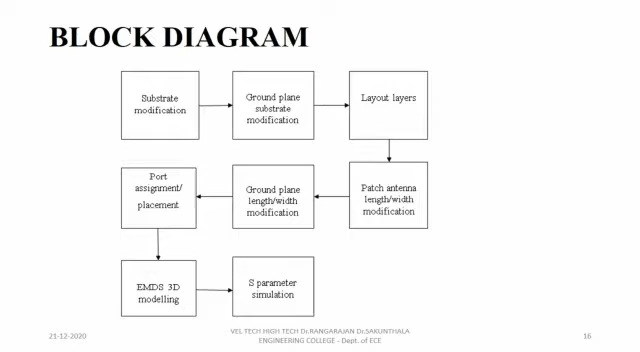 BLOCK DIAGRAM
Substrate
modification
Ground plane
substrate
modification
Layout layers
Port
assignment/
placement
Ground plane
length/width
modification
Patch antenna
length/width
modification
EMDS 3D
modelling
S parameter
simulation
21-12-2020
VEL TECH HIGH TECH Dr.RANGARAJAN Dr.SAKUNTHALA
ENGINEERING COLLEGE - Dept. of ECE
16